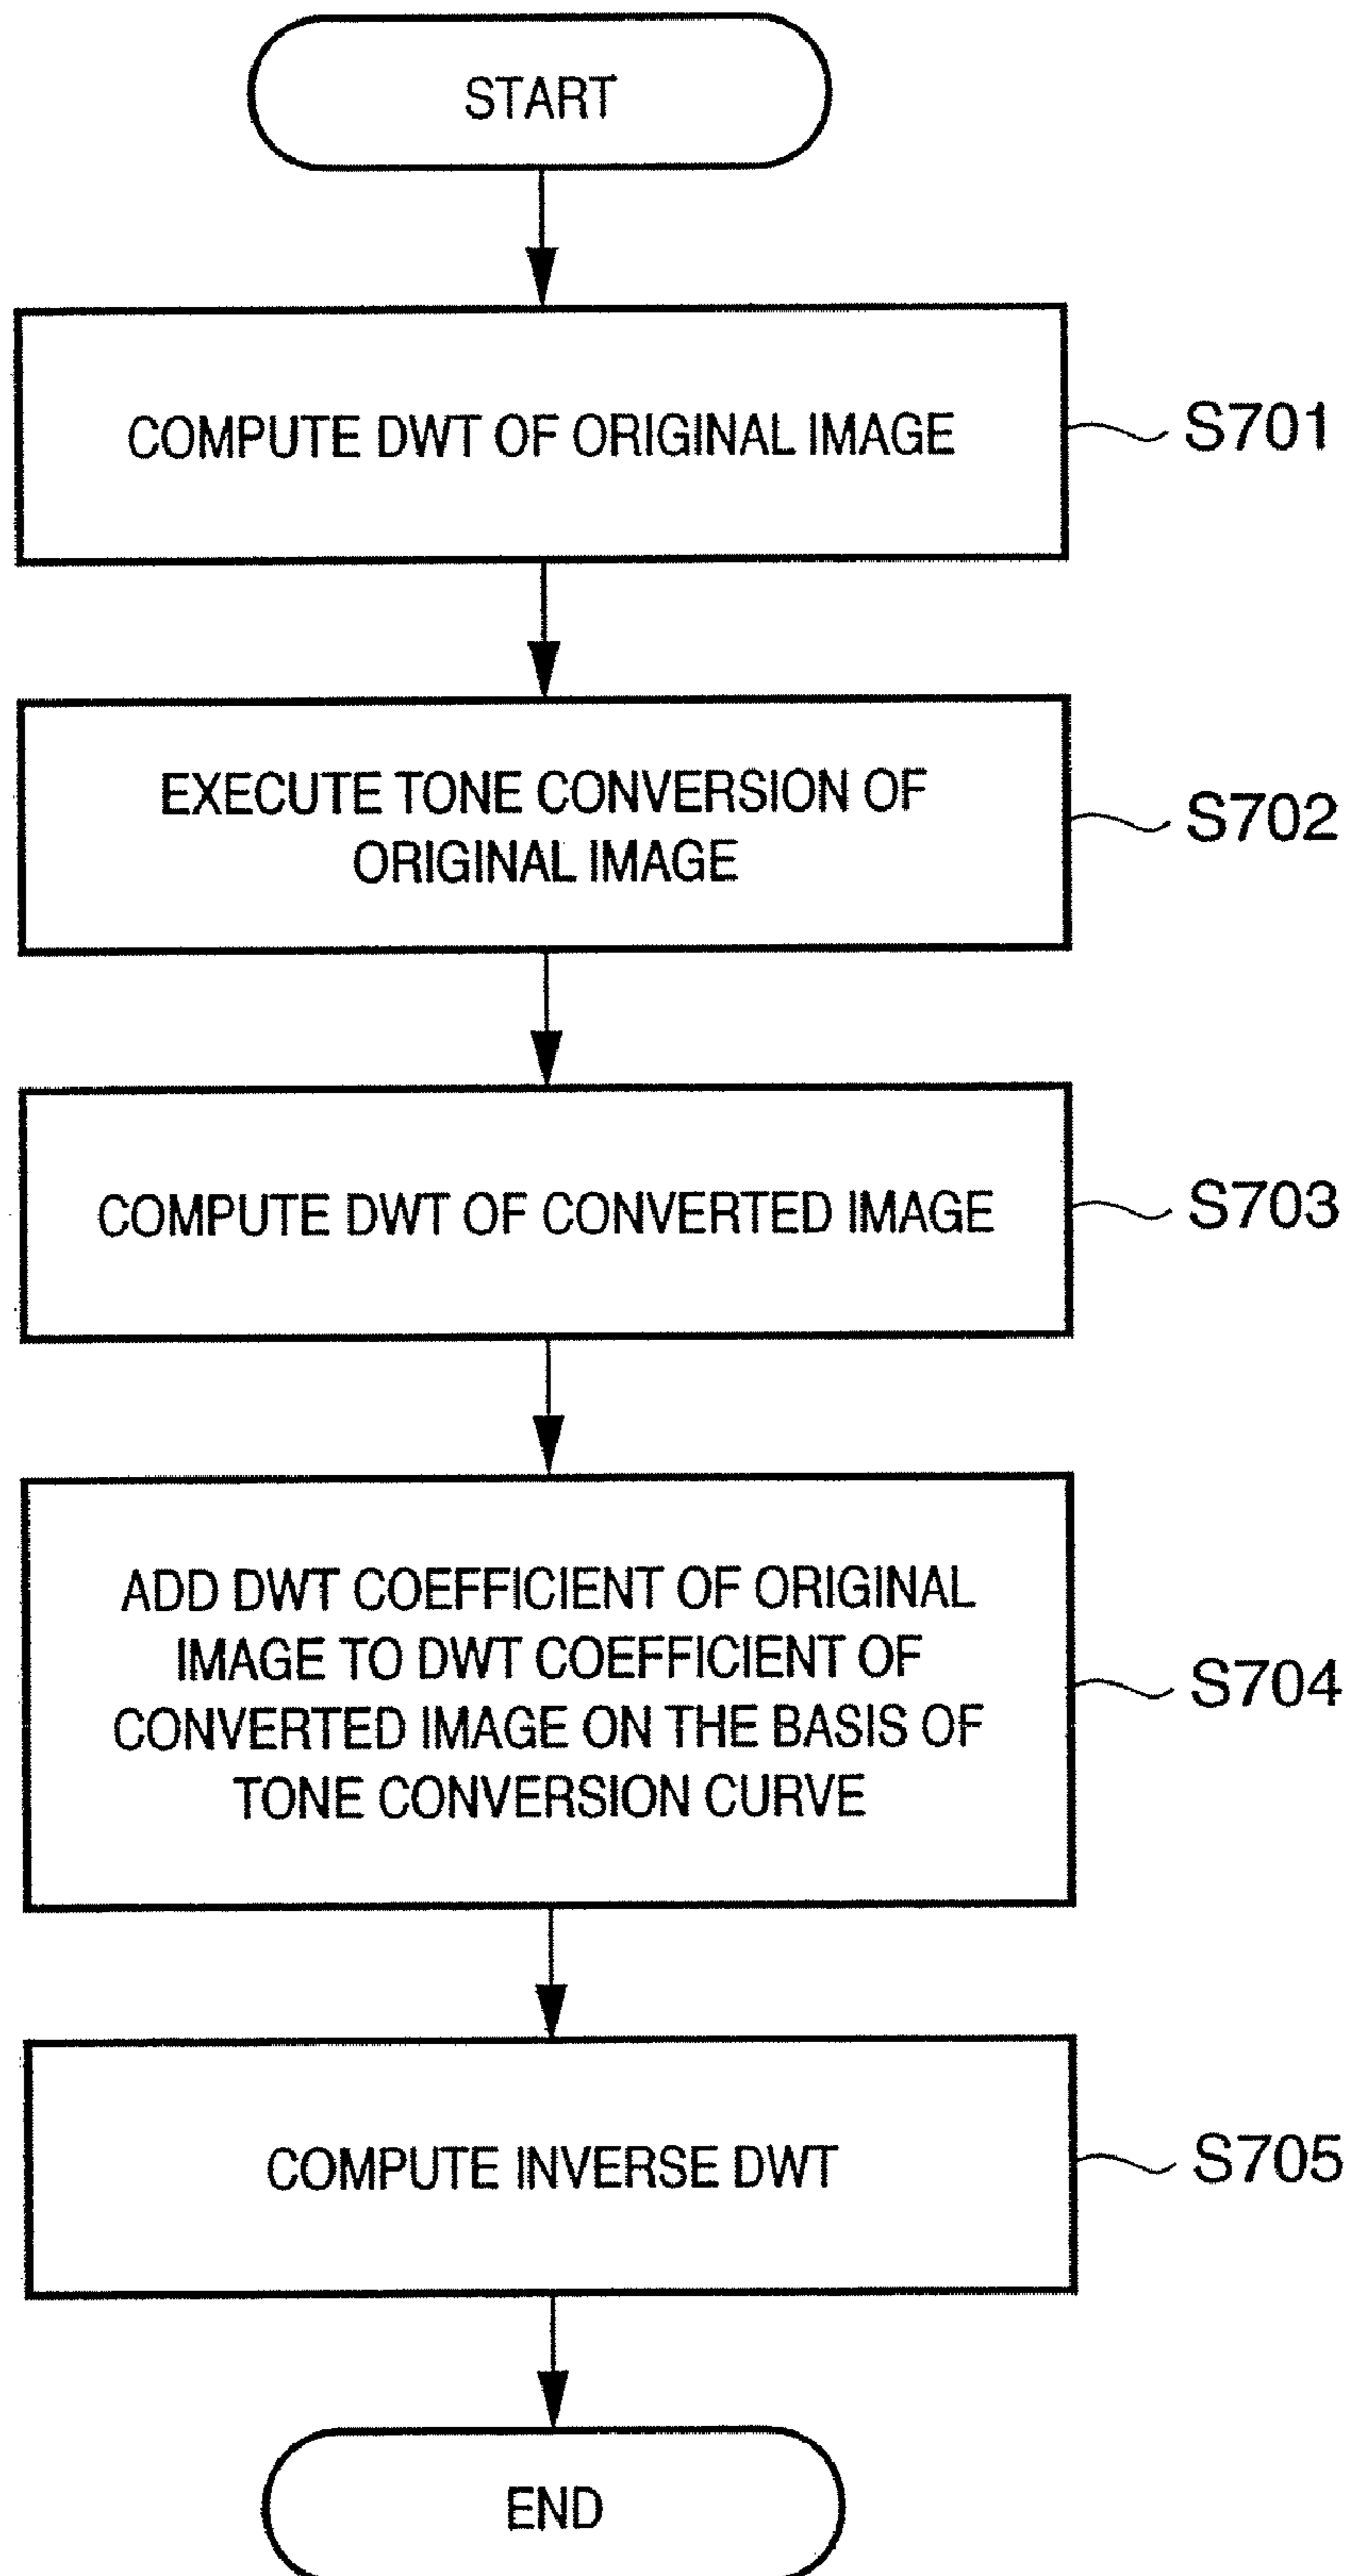 START
COMPUTE DWT OF ORIGINAL IMAGE
S701
EXECUTE TONE CONVERSION OF
ORIGINAL IMAGE
S702
COMPUTE DWT OF CONVERTED IMAGE
S703
ADD DWT COEFFICIENT OF ORIGINAL
IMAGE TO DWT COEFFICIENT OF
CONVERTED IMAGE ON THE BASIS OF
TONE CONVERSION CURVE
S704
COMPUTE INVERSE DWT
S705
END